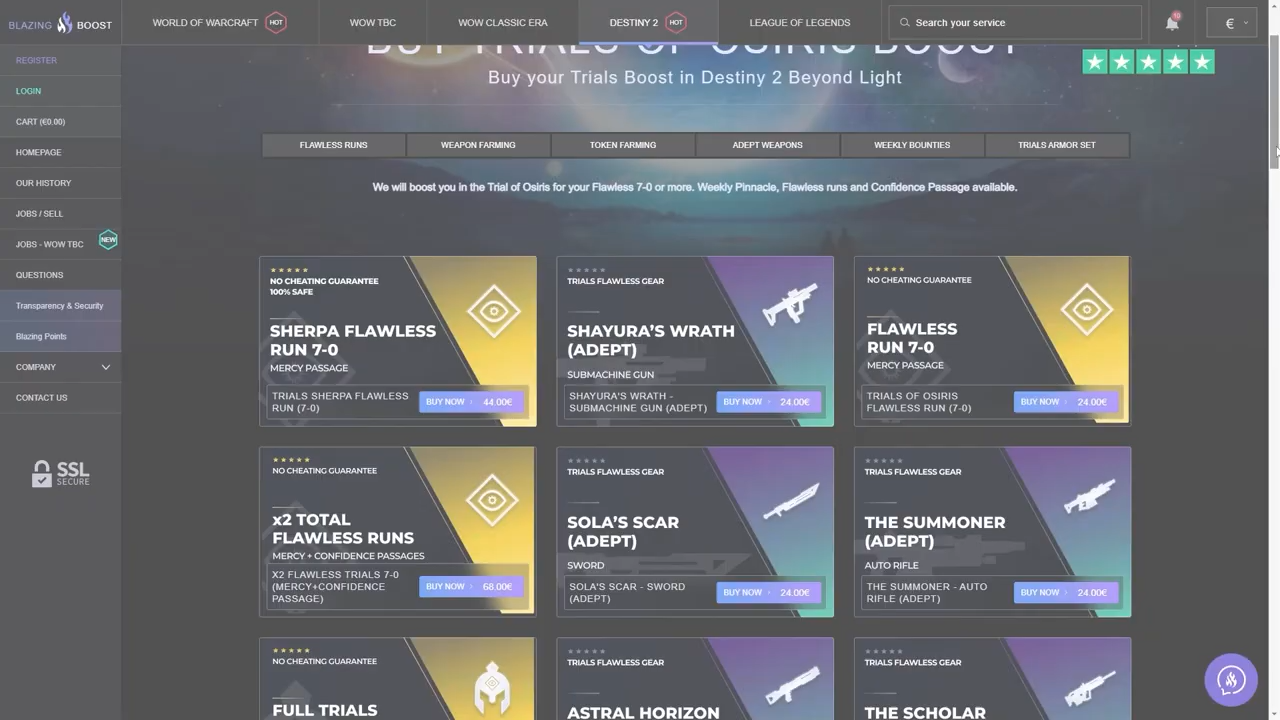 BLAZING BOOST
WORLD OF WARCRAFT HOT
WOW TBC
WOW CLASSIC ERA
DESTINY 2 HOT
LEAGUE OF LEGENDS
Search your service
€
REGISTER
LOGIN
CART (€0.00)
HOMEPAGE
OUR HISTORY
JOBS / SELL
JOBS - WOW TBC NEW
QUESTIONS
Transparency & Security
Blazing Points
COMPANY
CONTACT US
SSL
SECURE
BUY TRIALS OF OSIRIS BOOST
Buy your Trials Boost in Destiny 2 Beyond Light
FLAWLESS RUNS
WEAPON FARMING
TOKEN FARMING
ADEPT WEAPONS
WEEKLY BOUNTIES
TRIALS ARMOR SET
We will boost you in the Trial of Osiris for your Flawless 7-0 or more. Weekly Pinnacle, Flawless runs and Confidence Passage available.
NO CHEATING GUARANTEE
100% SAFE
SHERPA FLAWLESS
RUN 7-0
MERCY PASSAGE
TRIALS SHERPA FLAWLESS
RUN (7-0)
BUY NOW 44.00€
TRIALS FLAWLESS GEAR
SHAYURA'S WRATH
(ADEPT)
SUBMACHINE GUN
SHAYURA'S WRATH -
SUBMACHINE GUN (ADEPT)
BUY NOW 24.00€
NO CHEATING GUARANTEE
FLAWLESS
RUN 7-0
MERCY PASSAGE
TRIALS OF OSIRIS
FLAWLESS RUN (7-0)
BUY NOW 24.00€
NO CHEATING GUARANTEE
x2 TOTAL
FLAWLESS RUNS
MERCY + CONFIDENCE PASSAGES
X2 FLAWLESS TRIALS 7-0
(MERCY+CONFIDENCE
PASSAGE)
BUY NOW 68.00€
TRIALS FLAWLESS GEAR
SOLA'S SCAR
(ADEPT)
SWORD
SOLA'S SCAR - SWORD
(ADEPT)
BUY NOW 24.00€
TRIALS FLAWLESS GEAR
THE SUMMONER
(ADEPT)
AUTO RIFLE
THE SUMMONER - AUTO
RIFLE (ADEPT)
BUY NOW 24.00€
NO CHEATING GUARANTEE
FULL TRIALS
TRIALS FLAWLESS GEAR
ASTRAL HORIZON
TRIALS FLAWLESS GEAR
THE SCHOLAR